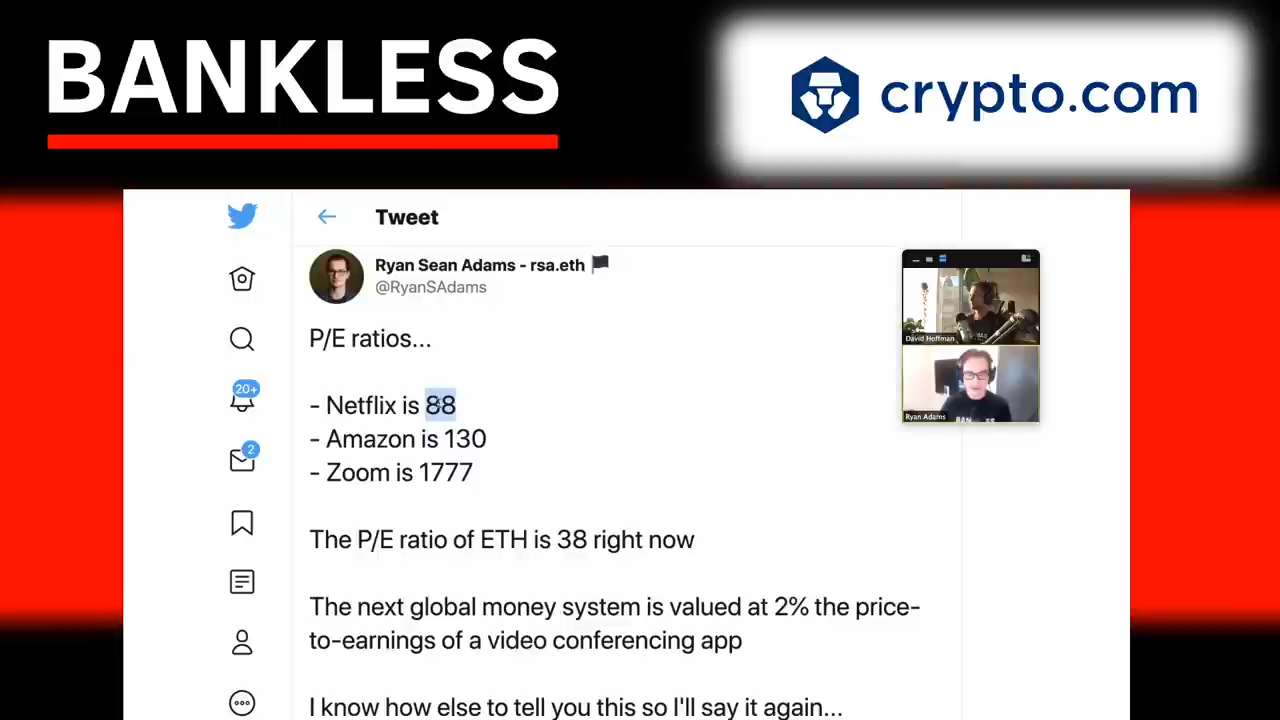 BANKLESS
crypto.com
Tweet
Ryan Sean Adams - rsa.eth
@RyanSAdams
P/E ratios...
20+
- Netflix is 88
- Amazon is 130
2
- Zoom is 1777
The P/E ratio of ETH is 38 right now
The next global money system is valued at 2% the price-
to-earnings of a video conferencing app
I know how else to tell you this so I'll say it again...
David Hoffman
Ryan Adams